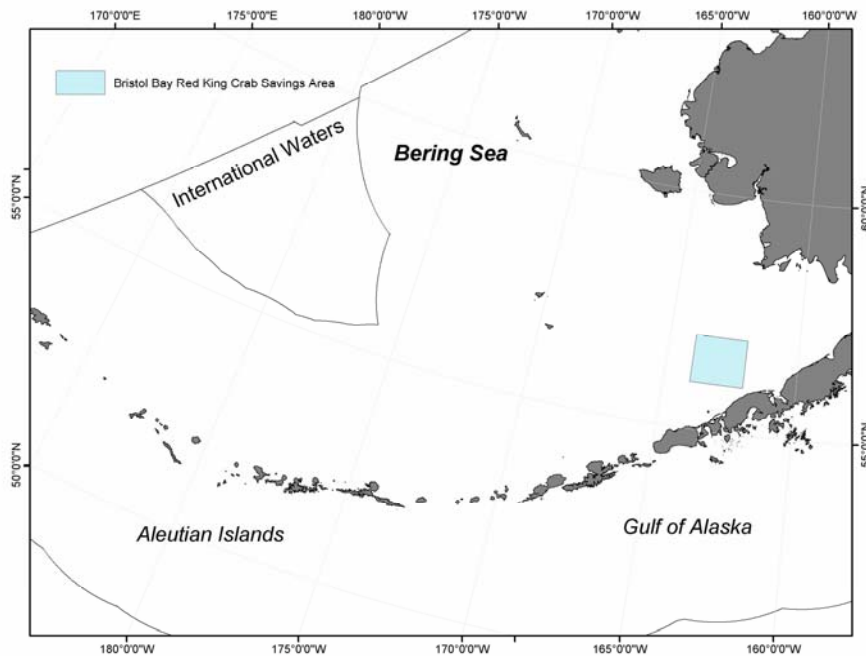 170°0'0"E 175°0'0"W 180°0'0"W 175°0'0"W 170°0'0"W 165°0'0"W 160°0'0"W
Bristol Bay Red King Crab Savings Area
International Waters
Bering Sea
55°0'0"N
60°0'0"N
50°0'0"N
55°0'0"N
Aleutian Islands
Gulf of Alaska
180°0'0"W 175°0'0"W 170°0'0"W 165°0'0"W 160°0'0"W